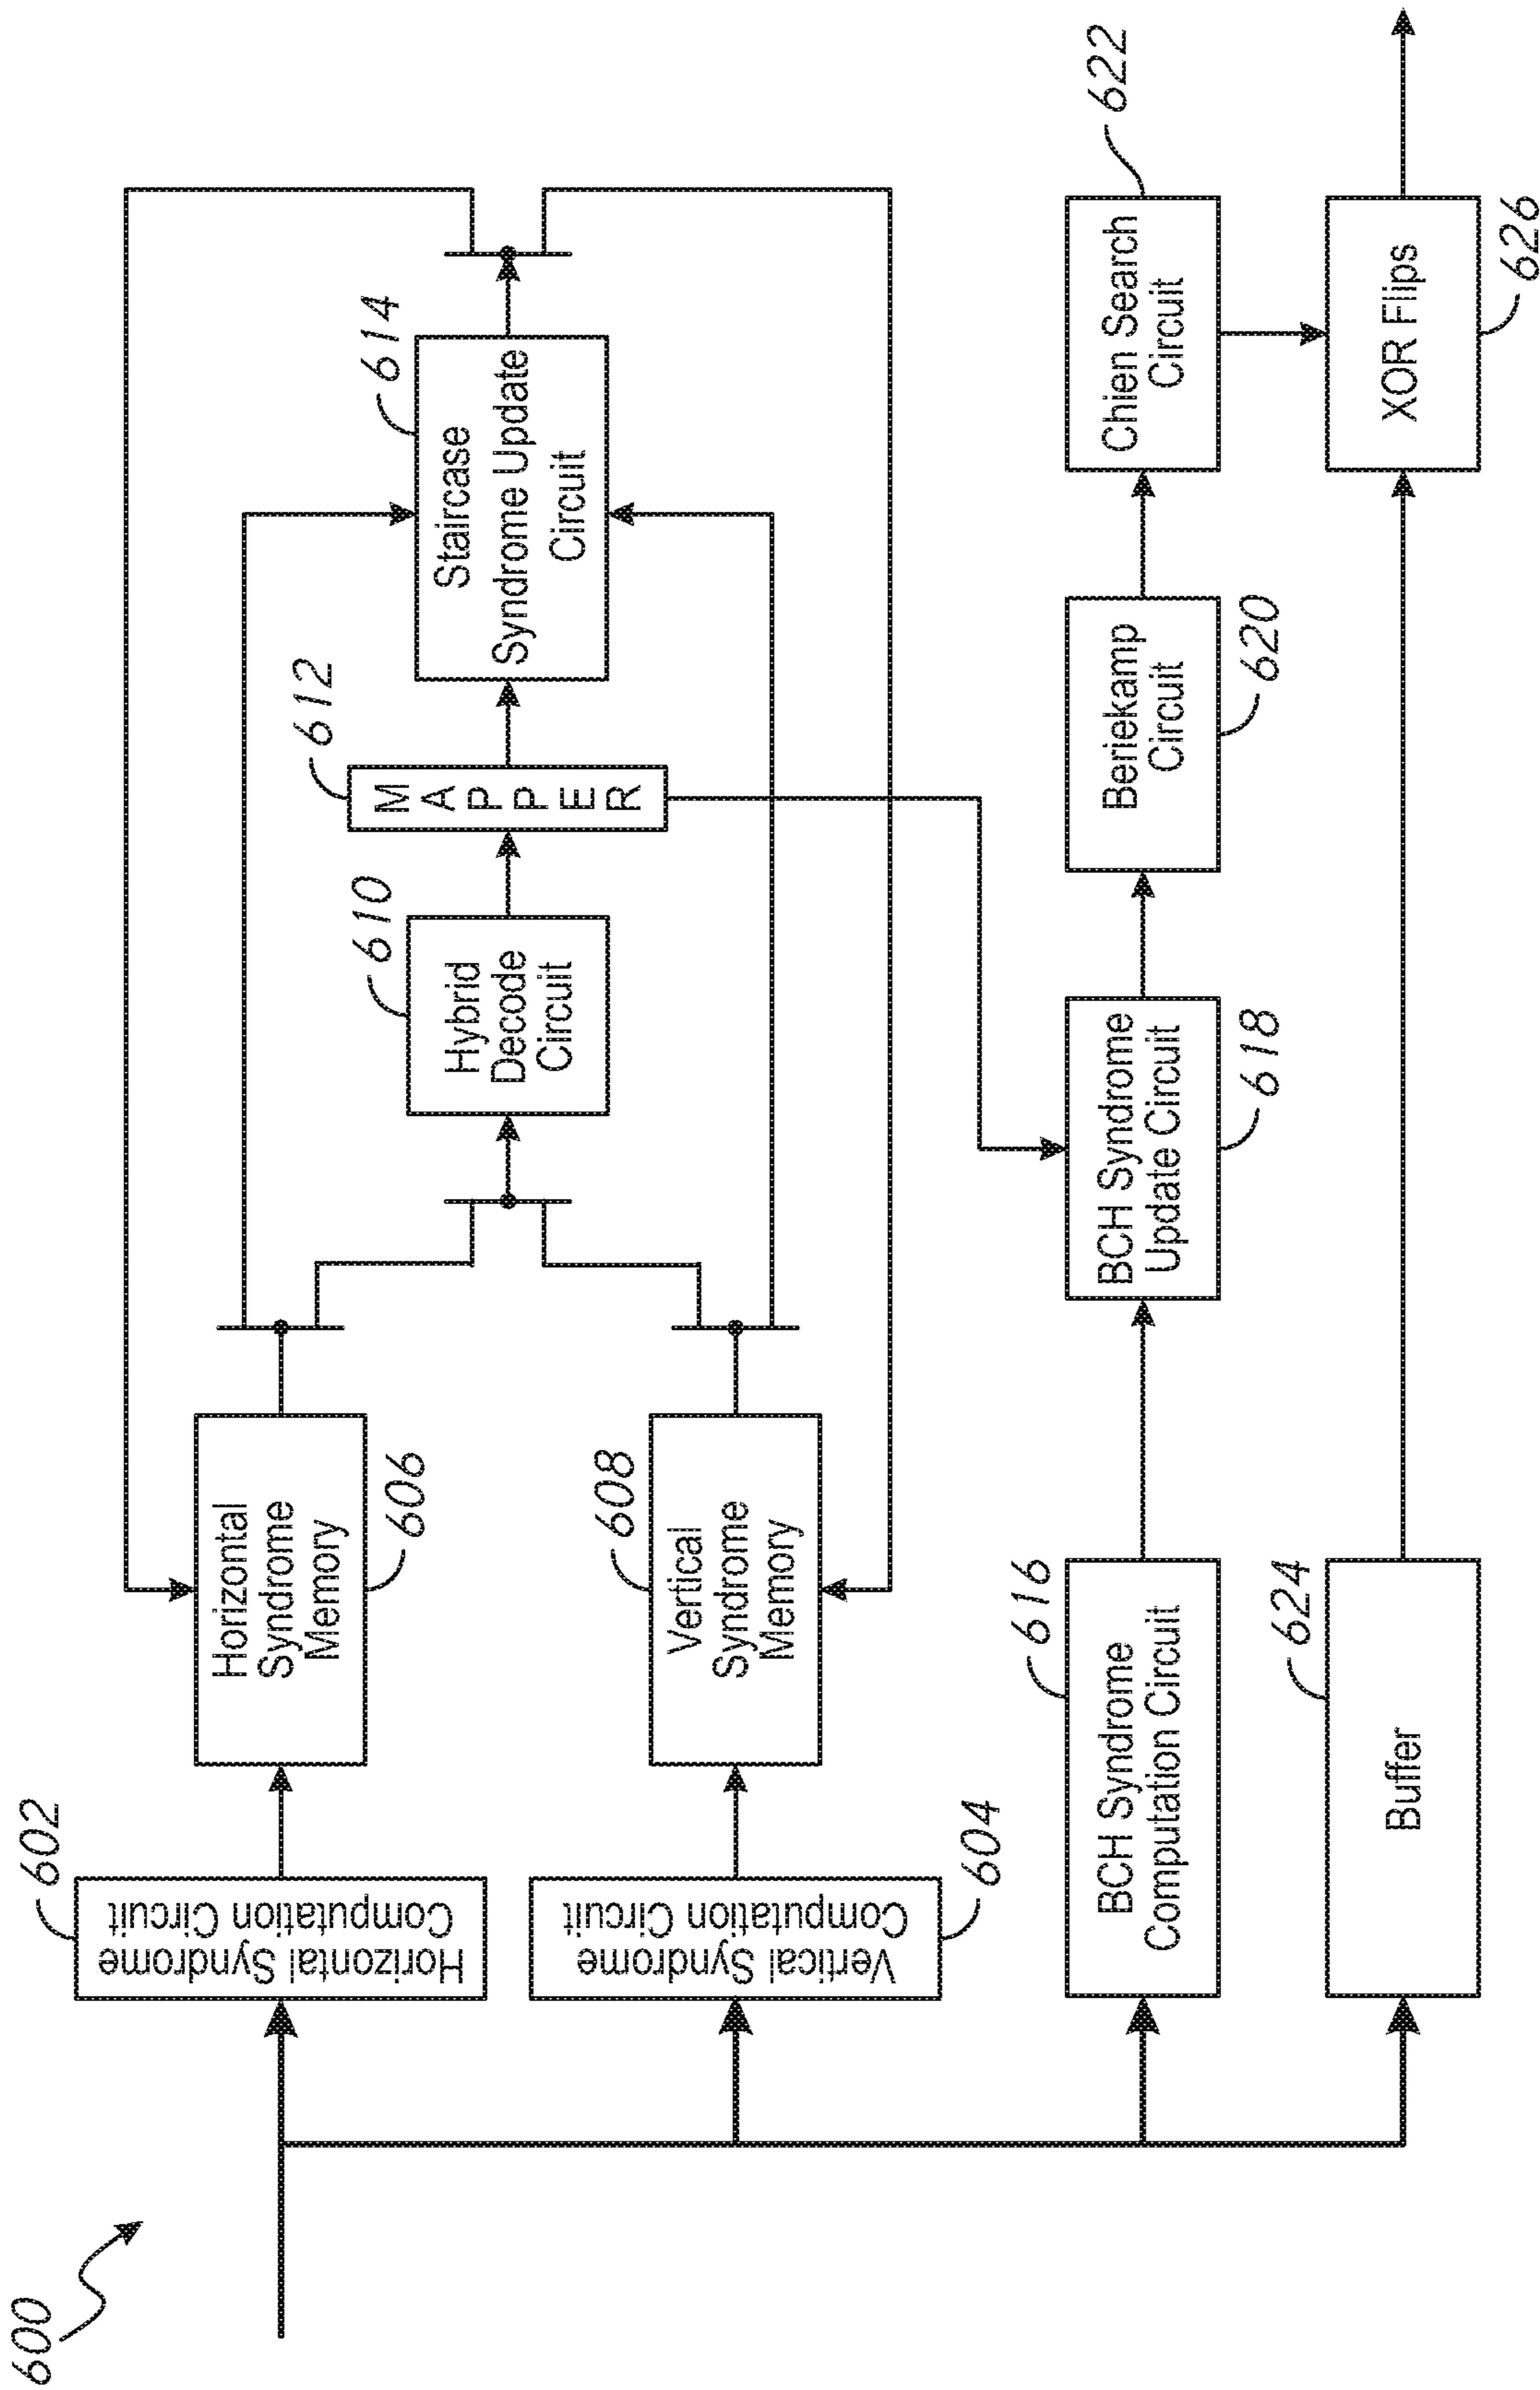 600
602
Horizontal Syndrome
Computation Circuit
Horizontal
Syndrome
Memory
606
Vertical Syndrome
Computation Circuit
604
608
Vertical
Syndrome
Memory
610
Hybrid
Decode
Circuit
612
MAPPER
614
Staircase
Syndrome Update
Circuit
616
BCH Syndrome
Computation Circuit
BCH Syndrome
Update Circuit
618
Beriekamp
Circuit
620
Chien Search
Circuit
622
624
Buffer
XOR Flips
626